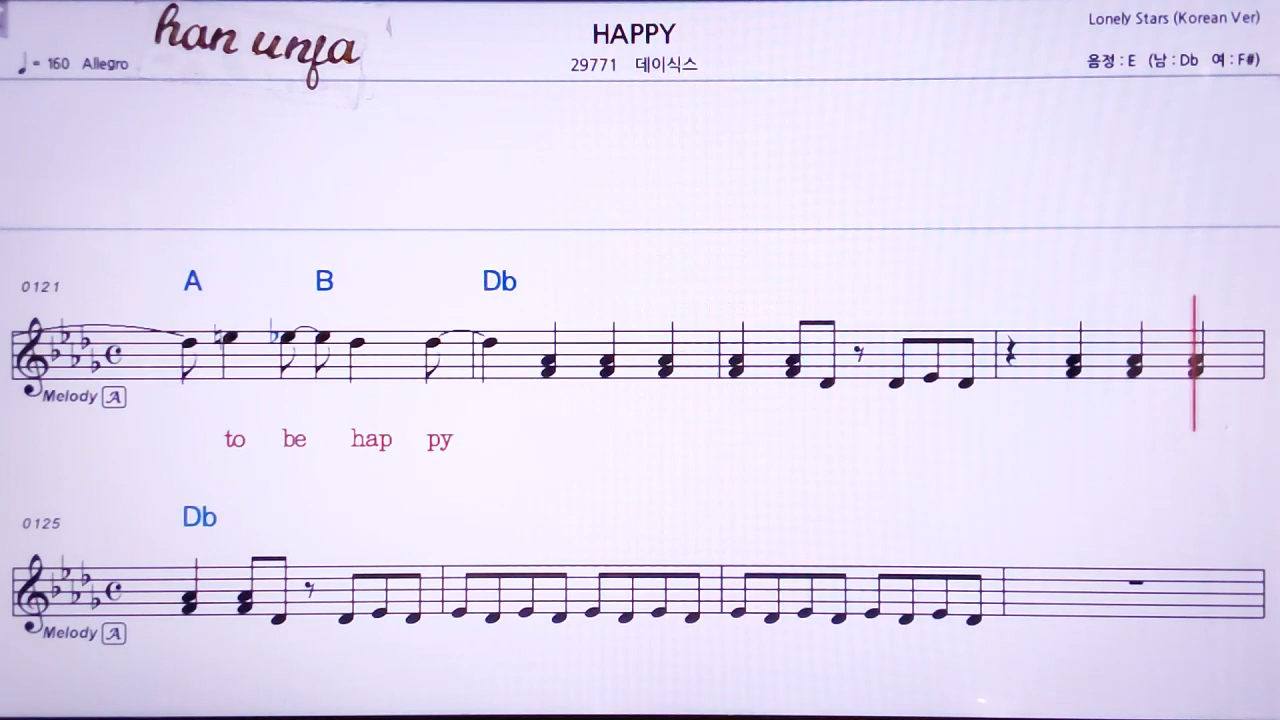 han unja
HAPPY
Lonely Stars (Korean Ver)
♩= 160 Allegro
29771 데이식스
음정 : E (남 : Db 여 : F#)
0121
A B Db
Melody A
to be hap py
0125
Db
Melody A